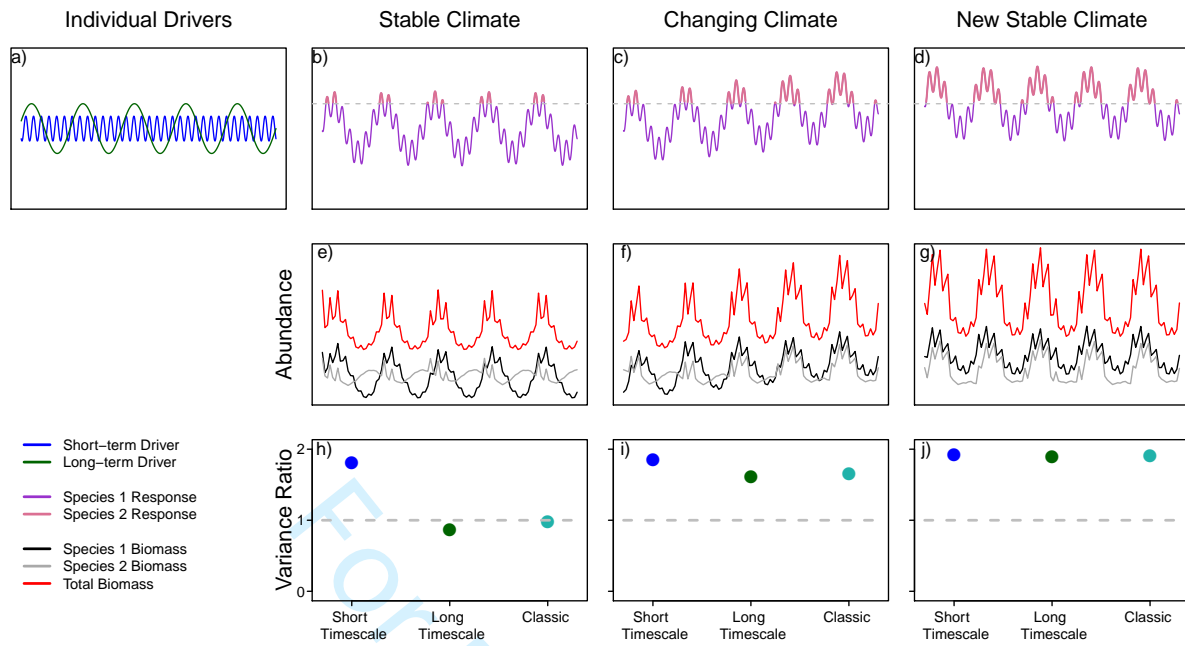 Individual Drivers
Stable Climate
Changing Climate
New Stable Climate
a)
b)
c)
d)
Abundance
e)
f)
g)
Short−term Driver
Long−term Driver
Species 1 Response
Species 2 Response
Species 1 Biomass
Species 2 Biomass
Total Biomass
Variance Ratio
2
1
0
h)
i)
j)
Short
Timescale
Long
Timescale
Classic
Short
Timescale
Long
Timescale
Classic
Short
Timescale
Long
Timescale
Classic
For